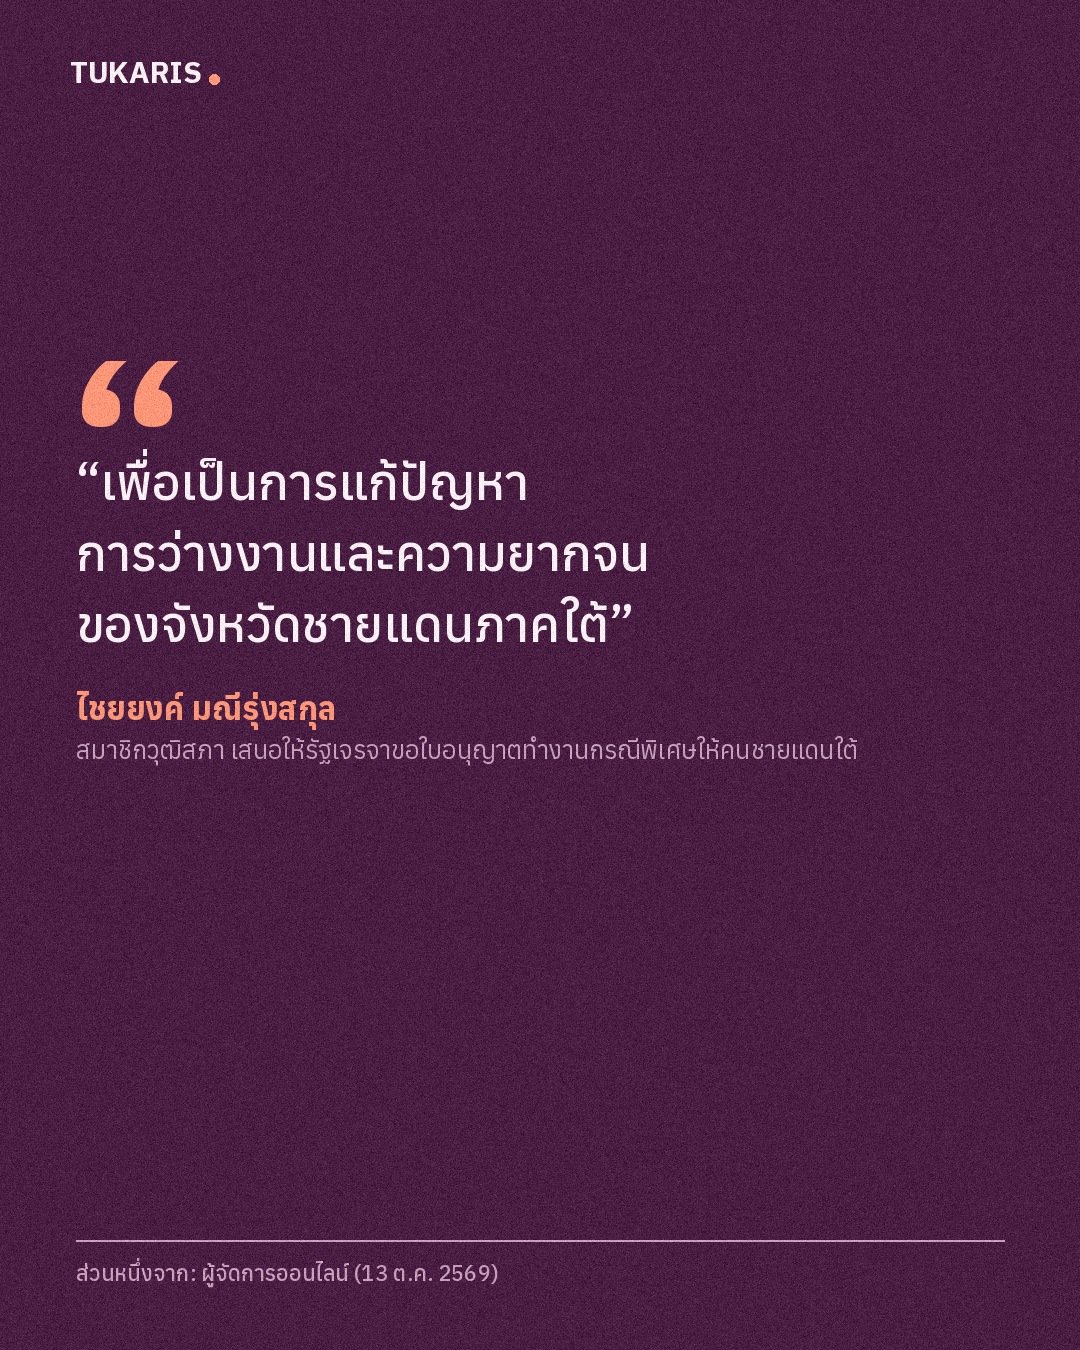 TUKARIS
“เพื่อเป็นการแก้ปัญหา
การว่างงานและความยากจน
ของจังหวัดชายแดนภาคใต้”
ไชยยงค์ มณีรุ่งสกุล
สมาชิกวุฒิสภา เสนอให้รัฐเจรจาขอใบอนุญาตทำงานกรณีพิเศษให้คนชายแดนใต้
ส่วนหนึ่งจาก: ผู้จัดการออนไลน์ (13 ต.ค. 2569)